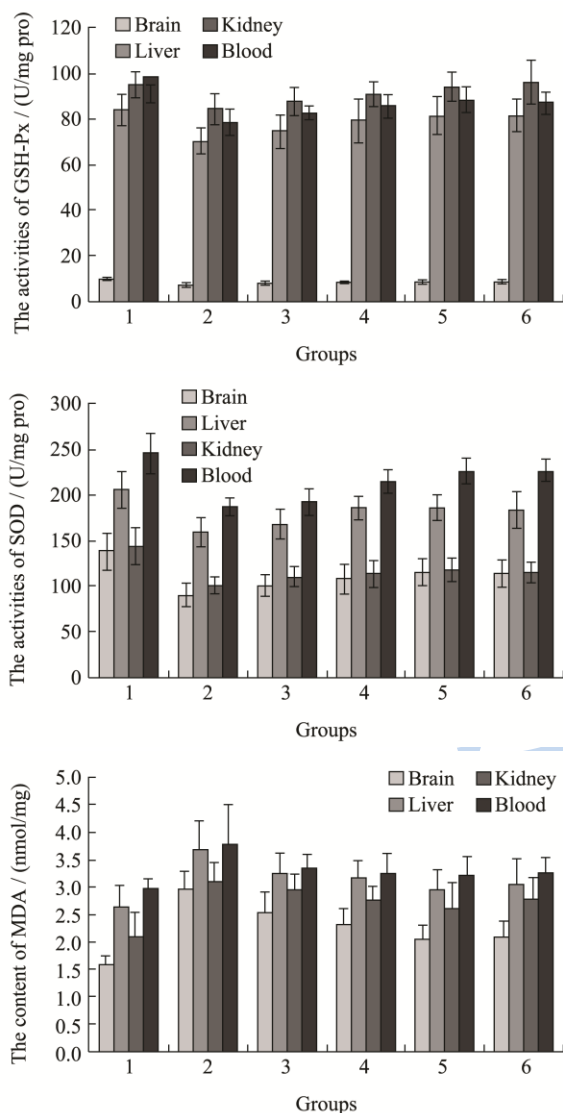 The activities of GSH-Px / (U/mg pro)
120
100
80
60
40
20
0
Brain
Liver
Kidney
Blood
1 2 3 4 5 6
Groups
The activities of SOD / (U/mg pro)
300
250
200
150
100
50
0
Brain
Liver
Kidney
Blood
1 2 3 4 5 6
Groups
The content of MDA / (nmol/mg)
5.0
4.5
4.0
3.5
3.0
2.5
2.0
1.5
1.0
0.5
0.0
Brain
Liver
Kidney
Blood
1 2 3 4 5 6
Groups